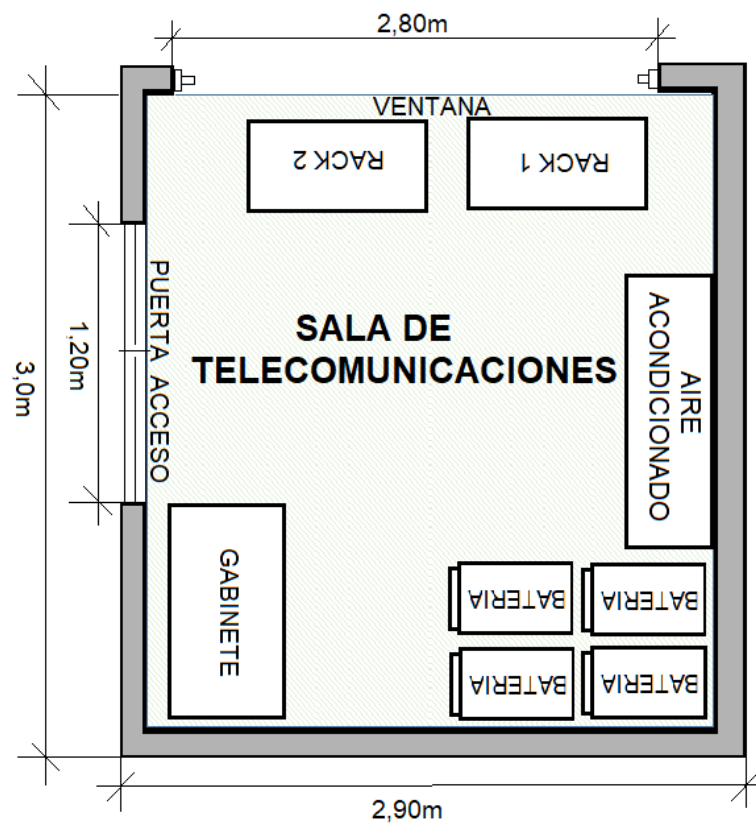 2,80m
VENTANA
RACK 2
RACK 1
PUERTA ACCESO
1,20m
3,0m
SALA DE
TELECOMUNICACIONES
AIRE
ACONDICIONADO
GABINETE
BATERIA
BATERIA
BATERIA
BATERIA
2,90m